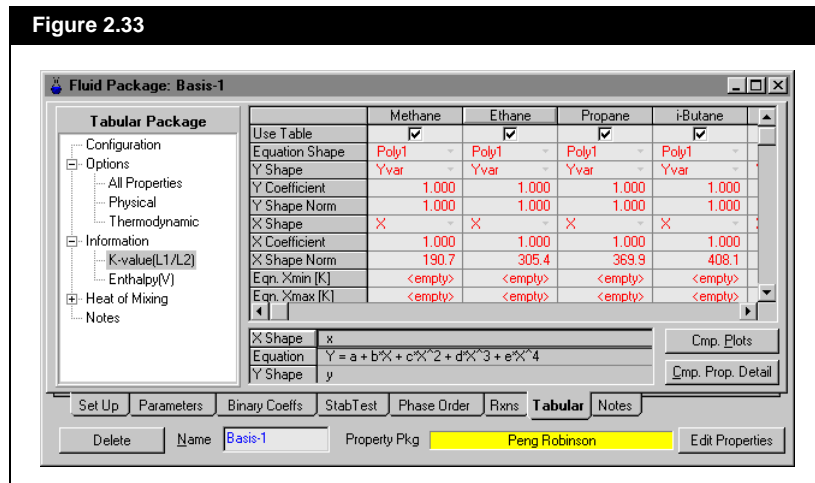 Figure 2.33
Fluid Package: Basis-1
Tabular Package
Configuration
Options
All Properties
Physical
Thermodynamic
Information
K-value(L1/L2)
Enthalpy(V)
Heat of Mixing
Notes
Methane Ethane Propane i-Butane
Use Table
Equation Shape Poly1 Poly1 Poly1 Poly1
Y Shape Yvar Yvar Yvar Yvar
Y Coefficient 1.000 1.000 1.000 1.000
Y Shape Norm 1.000 1.000 1.000 1.000
X Shape X X X X
X Coefficient 1.000 1.000 1.000 1.000
X Shape Norm 190.7 305.4 369.9 408.1
Eqn. Xmin [K] <empty> <empty> <empty> <empty>
Eqn. Xmax [K] <empty> <empty> <empty> <empty>
X Shape x
Equation Y = a + b*X + c*X^2 + d*X^3 + e*X^4
Y Shape y
Cmp. Plots
Cmp. Prop. Detail
Set Up Parameters Binary Coeffs StabTest Phase Order Rxns Tabular Notes
Delete Name Basis-1 Property Pkg Peng Robinson Edit Properties